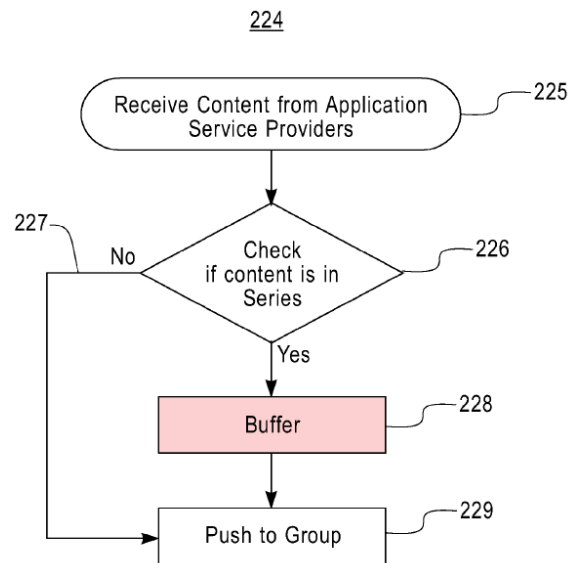 224
Receive Content from Application
Service Providers
225
227
No
Check
if content is in
Series
226
Yes
Buffer
228
Push to Group
229